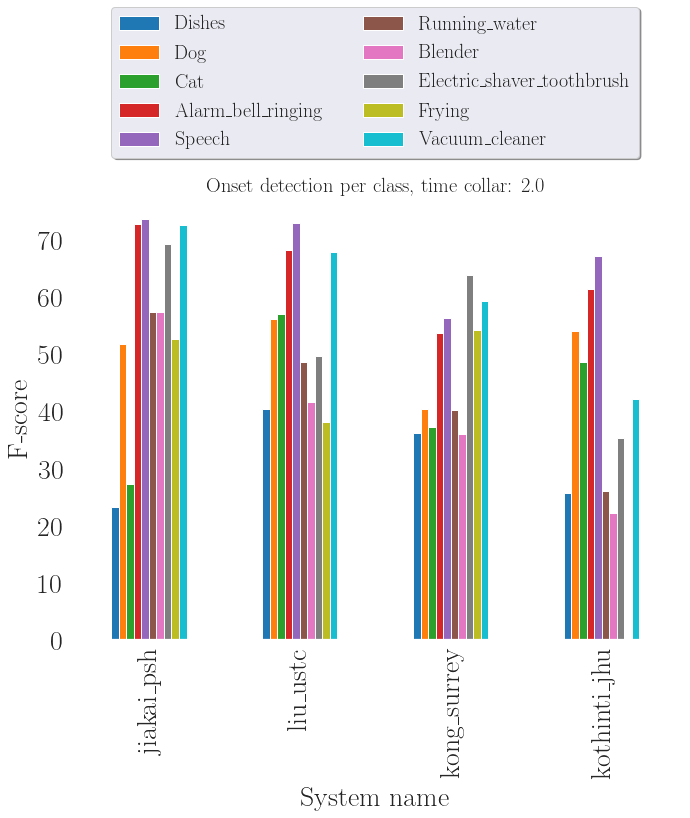 Dishes
Dog
Cat
Alarm_bell_ringing
Speech
Running_water
Blender
Electric_shaver_toothbrush
Frying
Vacuum_cleaner
Onset detection per class, time collar: 2.0
70
60
50
40
30
20
10
0
F-score
jiakai_psh
liu_ustc
kong_surrey
kothinti_jhu
System name